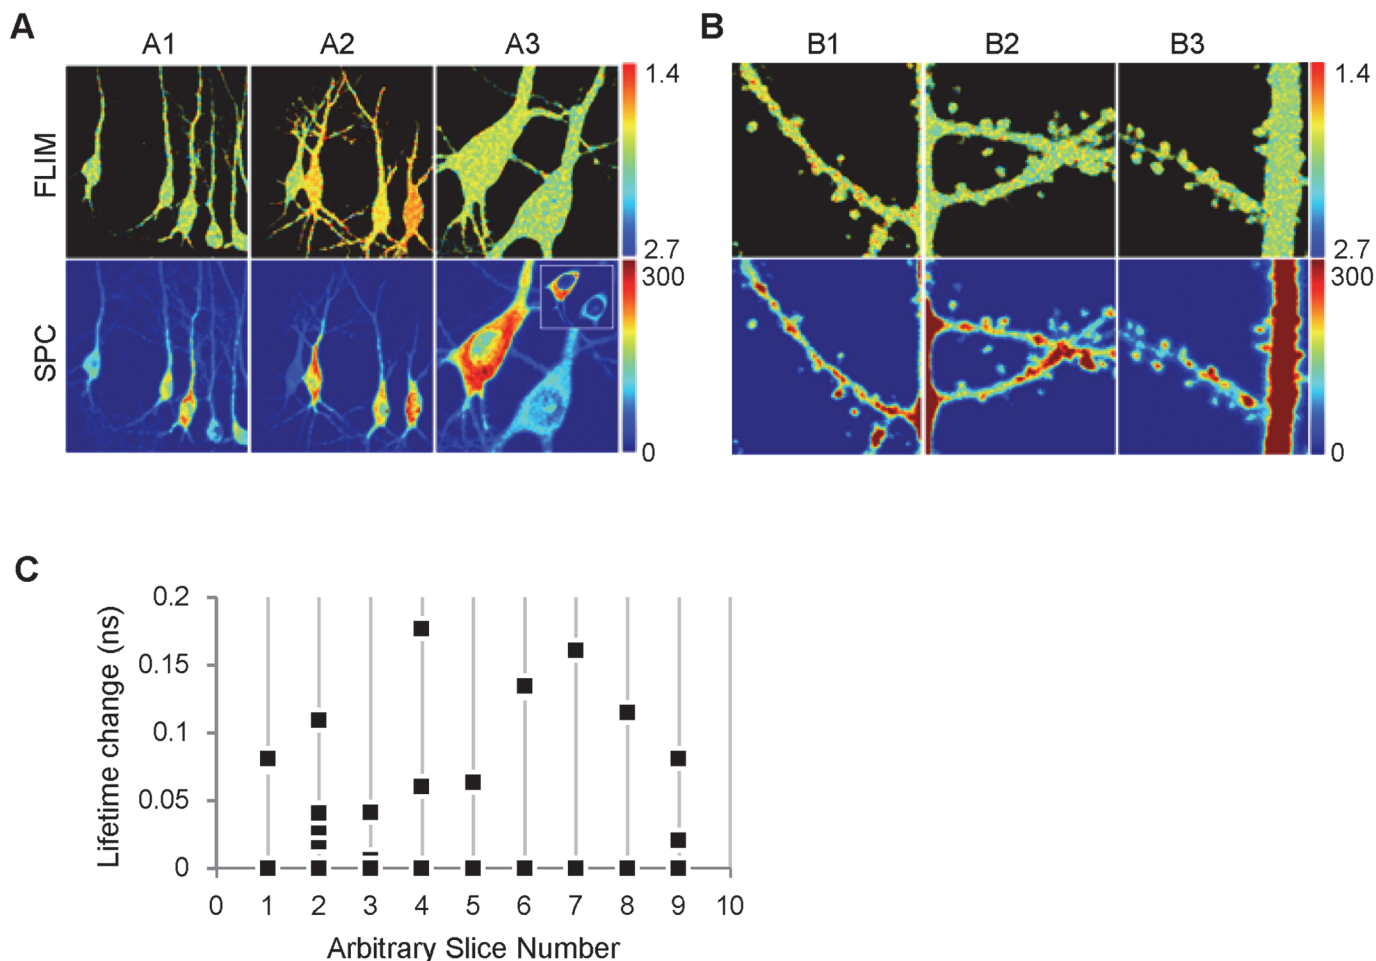 A
B
A1 A2 A3
B1 B2 B3
FLIM
1.4
2.7
1.4
2.7
SPC
300
0
300
0
C
Lifetime change (ns)
0.2
0.15
0.1
0.05
0
0 1 2 3 4 5 6 7 8 9 10
Arbitrary Slice Number